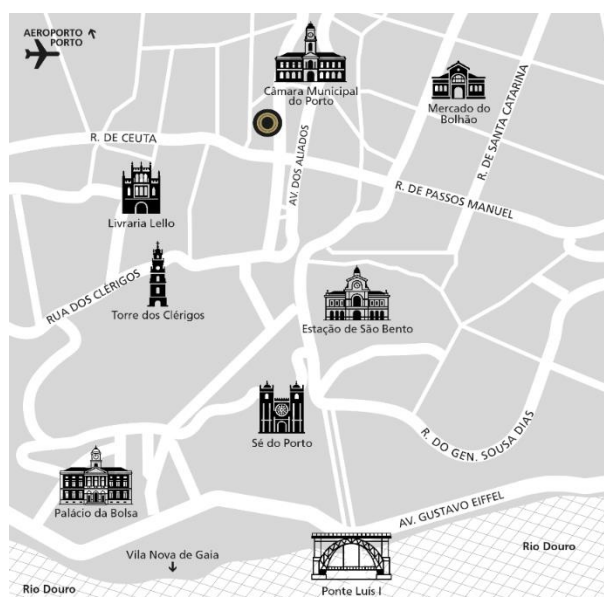 AEROPORTO
PORTO
Câmara Municipal
do Porto
Mercado do
Bolhão
R. DE SANTA CATARINA
R. DE CEUTA
AV. DOS ALIADOS
R. DE PASSOS MANUEL
Livraria Lello
RUA DOS CLÉRIGOS
Torre dos Clérigos
Estação de São Bento
Sé do Porto
R. DO GEN. SOUSA DIAS
Palácio da Bolsa
AV. GUSTAVO EIFFEL
Vila Nova de Gaia
Rio Douro
Rio Douro
Ponte Luís I